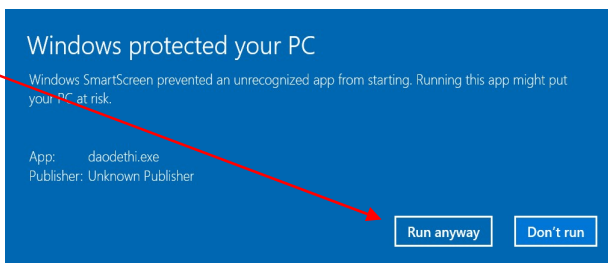 Windows protected your PC
Windows SmartScreen prevented an unrecognized app from starting. Running this app might put
your PC at risk.
App: daodethi.exe
Publisher: Unknown Publisher
Run anyway
Don't run